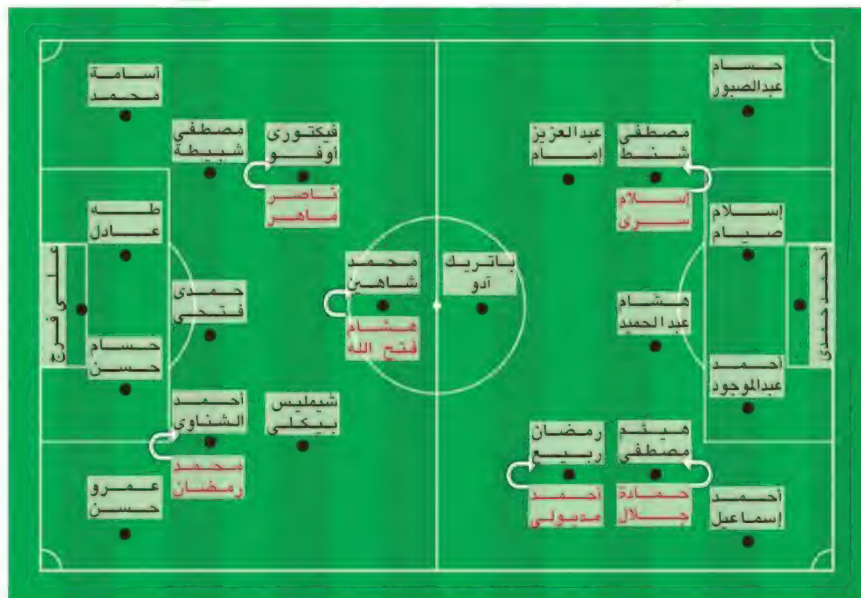 حسام
عبدالصبور
أسامة
محمد
مصطفى
شنط
عبدالعزيز
إمام
فيكتورى
أوفو
مصطفى
شبيطة
إسلام
سرى
ناصر
ماهر
إسلام
صيام
طه
عادل
أحمد حمدى
باتريك
آدو
محمد
شاهين
على فرج
هشام
عبدالحميد
حمدى
فتحى
هشام
فتح الله
أحمد
عبدالموجود
حسام
حسن
هيثم
مصطفى
رمضان
ربيع
شيمليس
بيكلى
أحمد
الشناوى
حمادة
جلال
أحمد
مدبولى
محمد
رمضان
أحمد
إسماعيل
عمرو
حسن